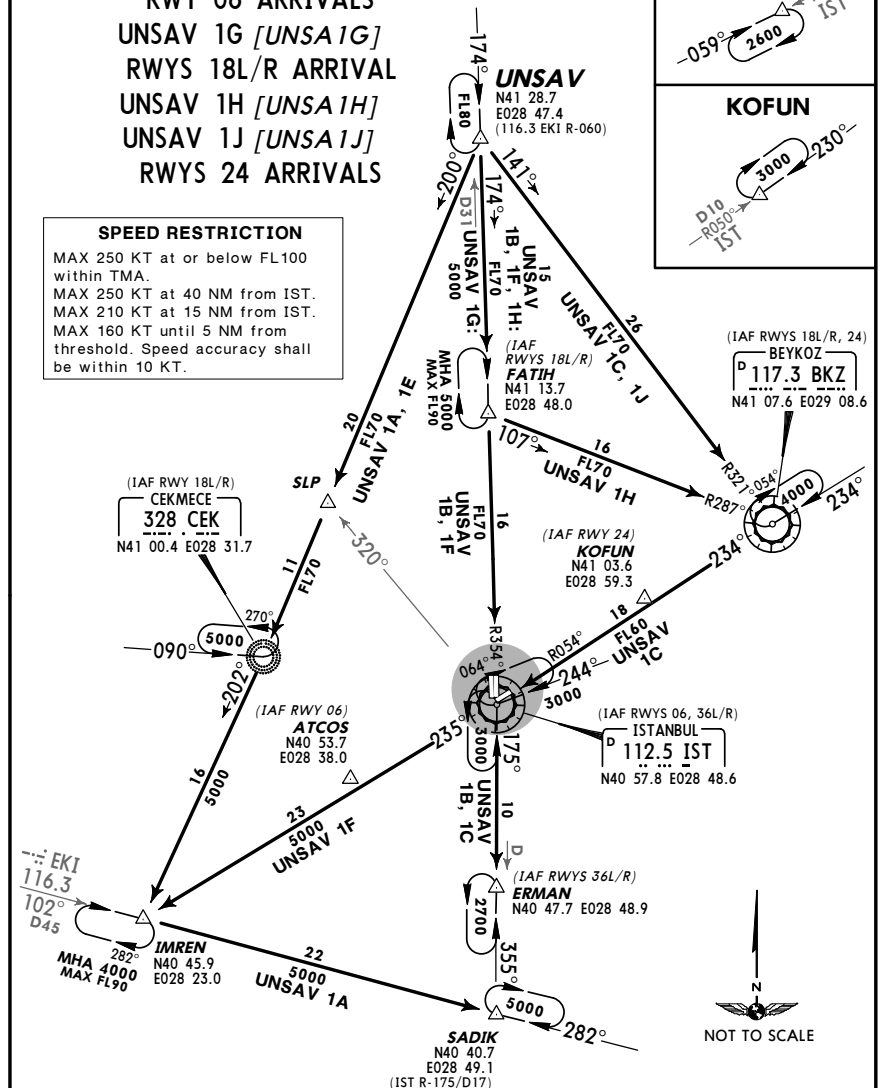 RWY 06 ARRIVALS
UNSAV 1G [UNSA1G]
RWYS 18L/R ARRIVAL
UNSAV 1H [UNSA1H]
UNSAV 1J [UNSA1J]
RWYS 24 ARRIVALS
SPEED RESTRICTION
MAX 250 KT at or below FL100
within TMA.
MAX 250 KT at 40 NM from IST.
MAX 210 KT at 15 NM from IST.
MAX 160 KT until 5 NM from
threshold. Speed accuracy shall
be within 10 KT.
174°
FL80
UNSAV
N41 28.7
E028 47.4
(116.3 EKI R-060)
059°
2600
IST
KOFUN
3000
230°
D10
R050°
IST
200°
174°
141°
D31
UNSAV 1G:
5000
15
UNSAV
1B, 1F, 1H:
FL70
26
FL70
UNSAV 1C, 1J
20
FL70
UNSAV 1A, 1E
MHA 5000
MAX FL90
(IAF
RWYS 18L/R)
FATIH
N41 13.7
E028 48.0
107°
16
FL70
UNSAV 1H
(IAF RWYS 18L/R, 24)
BEYKOZ
D 117.3 BKZ
N41 07.6 E029 08.6
R321°
054°
4000
R287°
234°
234°
SLP
(IAF RWY 18L/R)
CEKMECE
328 CEK
N41 00.4 E028 31.7
11
FL70
320°
16
FL70
UNSAV
1B, 1F
(IAF RWY 24)
KOFUN
N41 03.6
E028 59.3
18
FL60
UNSAV
1C
270°
5000
090°
202°
R354°
R054°
064°
244°
3000
3000
235°
175°
(IAF RWYS 06, 36L/R)
ISTANBUL
D 112.5 IST
N40 57.8 E028 48.6
(IAF RWY 06)
ATCOS
N40 53.7
E028 38.0
16
5000
23
5000
UNSAV 1F
10
UNSAV
1B, 1C
D
(IAF RWYS 36L/R)
ERMAN
N40 47.7 E028 48.9
2700
355°
EKI
116.3
102°
D45
282°
MHA 4000
MAX FL90
IMREN
N40 45.9
E028 23.0
22
5000
UNSAV 1A
5000
282°
SADIK
N40 40.7
E028 49.1
(IST R-175/D17)
N
NOT TO SCALE